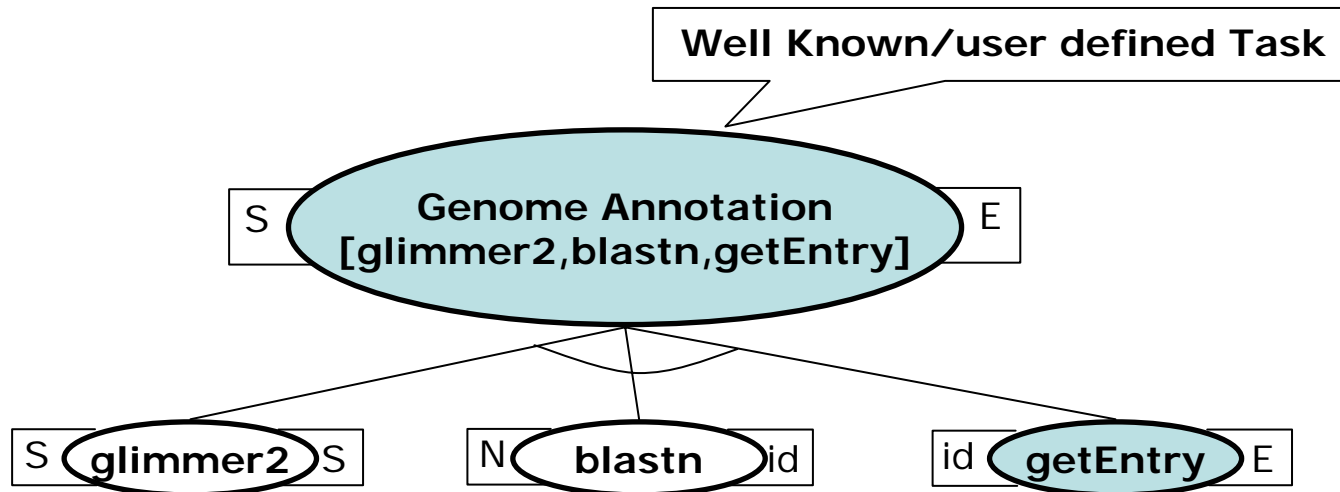 Well Known/user defined Task
S
Genome Annotation
[glimmer2,blastn,getEntry]
E
S glimmer2 S
N blastn id
id getEntry E